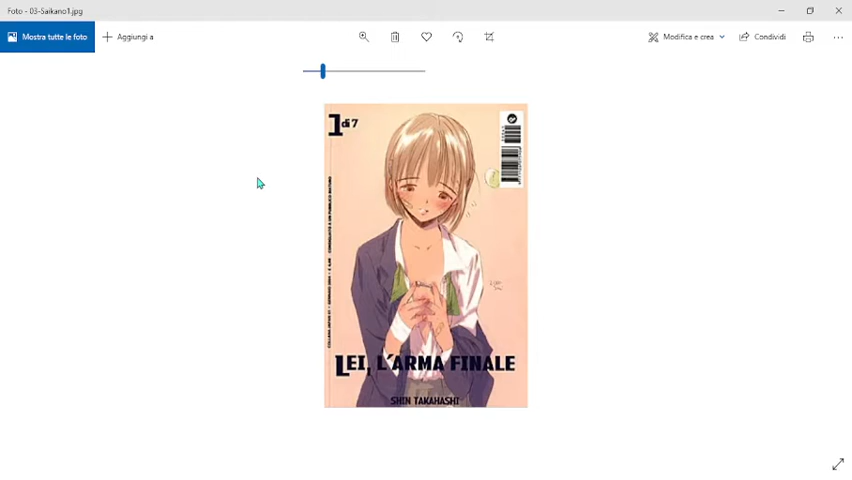 Foto - 03-Saikano1.jpg
Mostra tutte le foto
Aggiungi a
Modifica e crea
Condividi
1 di 7
LEI, L'ARMA FINALE
SHIN TAKAHASHI